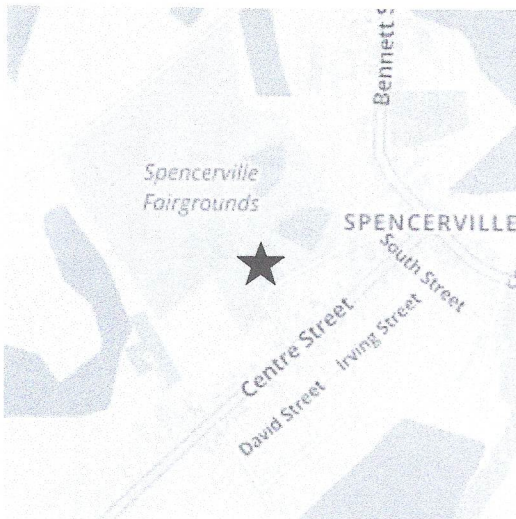 Bennett S
Spencerville
Fairgrounds
SPENCERVILLE
South Street
Centre Street
Irving Street
David Street